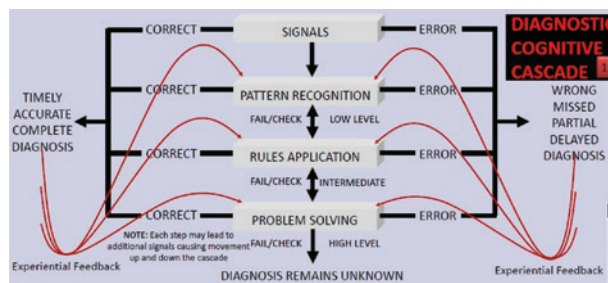 DIAGNOSTIC
COGNITIVE
CASCADE
1
CORRECT
SIGNALS
ERROR
CORRECT
PATTERN RECOGNITION
ERROR
FAIL/CHECK
LOW LEVEL
TIMELY
ACCURATE
COMPLETE
DIAGNOSIS
WRONG
MISSED
PARTIAL
DELAYED
DIAGNOSIS
CORRECT
RULES APPLICATION
ERROR
FAIL/CHECK
INTERMEDIATE
CORRECT
PROBLEM SOLVING
ERROR
NOTE: Each step may lead to
additional signals causing movement
up and down the cascade
FAIL/CHECK
HIGH LEVEL
Experiential Feedback
Experiential Feedback
DIAGNOSIS REMAINS UNKNOWN